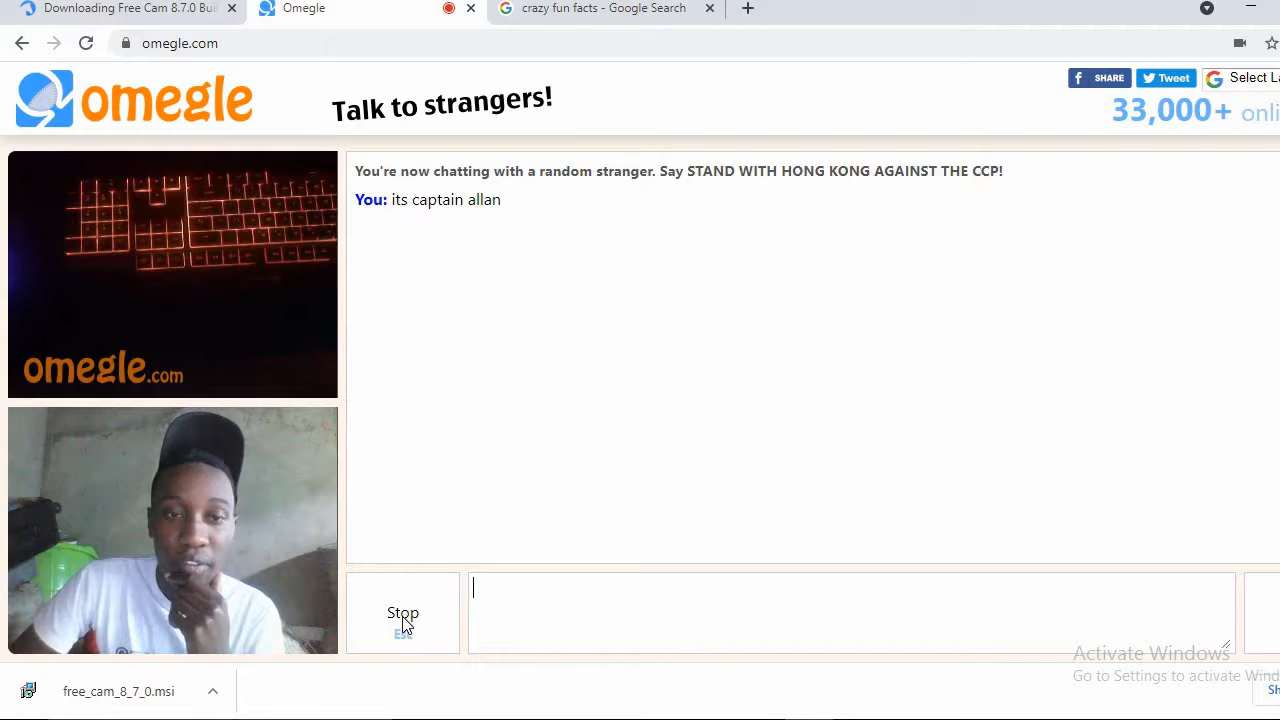 Downloading Free Cam 8.7.0 Bui
Omegle
crazy fun facts - Google Search
omegle.com
omegle
Talk to strangers!
SHARE
Tweet
Select La
33,000+ onli
You're now chatting with a random stranger. Say STAND WITH HONG KONG AGAINST THE CCP!
You: its captain allan
omegle.com
Stop
Esc
Activate Windows
Go to Settings to activate Wind
free_cam_8_7_0.msi
Sh